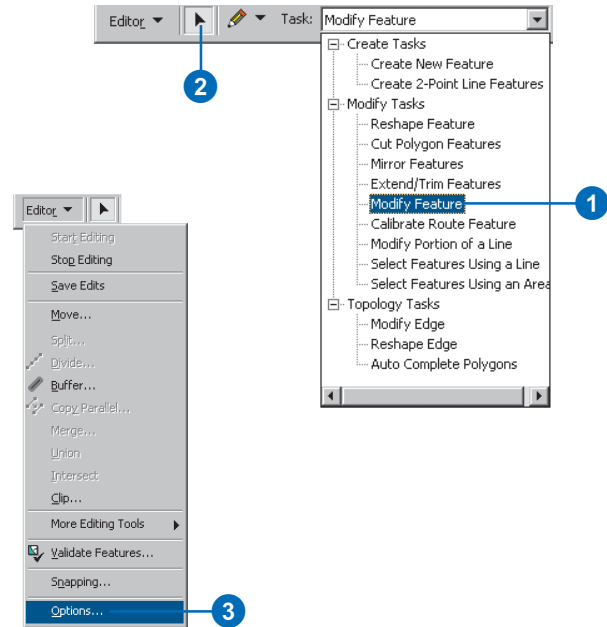 Editor Task: Modify Feature
2
Create Tasks
Create New Feature
Create 2-Point Line Features
Modify Tasks
Reshape Feature
Cut Polygon Features
Mirror Features
Extend/Trim Features
Modify Feature 1
Calibrate Route Feature
Modify Portion of a Line
Select Features Using a Line
Select Features Using an Area
Topology Tasks
Modify Edge
Reshape Edge
Auto Complete Polygons
Editor
Start Editing
Stop Editing
Save Edits
Move...
Split...
Divide...
Buffer...
Copy Parallel...
Merge...
Union
Intersect
Clip...
More Editing Tools
Validate Features...
Snapping...
Options... 3